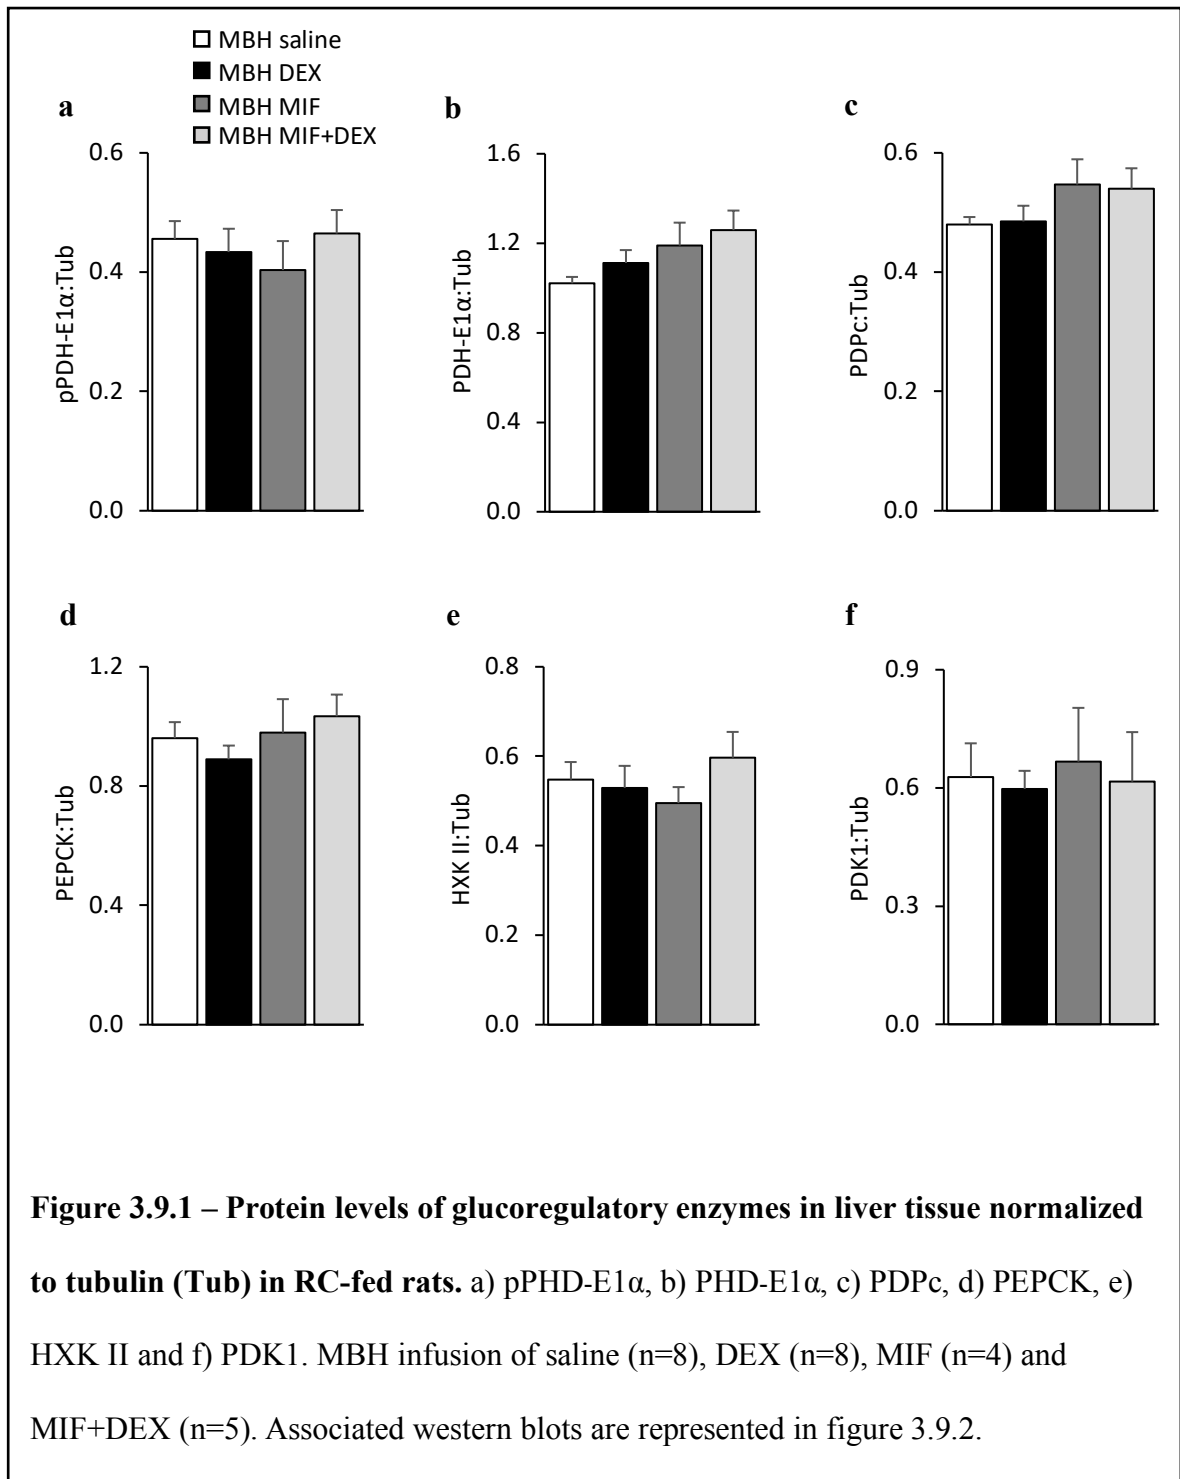 MBH saline
MBH DEX
MBH MIF
MBH MIF+DEX
a
0.6
0.4
0.2
0.0
pPDH-E1α:Tub
b
1.6
1.2
0.8
0.4
0.0
PDH-E1α:Tub
c
0.6
0.4
0.2
0.0
PDPc:Tub
d
1.2
0.8
0.4
0.0
PEPCK:Tub
e
0.8
0.6
0.4
0.2
0.0
HXK II:Tub
f
0.9
0.6
0.3
0.0
PDK1:Tub
Figure 3.9.1 – Protein levels of glucoregulatory enzymes in liver tissue normalized
to tubulin (Tub) in RC-fed rats. a) pPHD-E1α, b) PHD-E1α, c) PDPc, d) PEPCK, e)
HXK II and f) PDK1. MBH infusion of saline (n=8), DEX (n=8), MIF (n=4) and
MIF+DEX (n=5). Associated western blots are represented in figure 3.9.2.